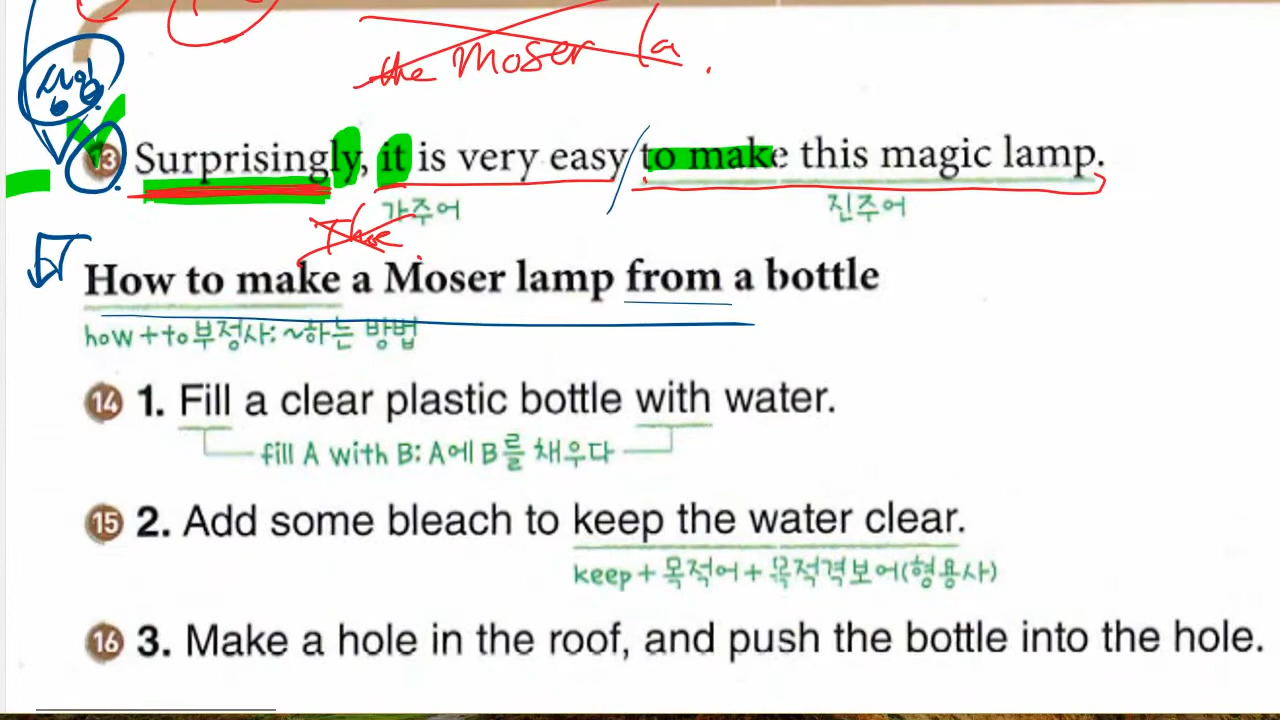 the Moser la
13 Surprisingly, it is very easy to make this magic lamp.
가주어 진주어
How to make a Moser lamp from a bottle
how+to부정사: ~하는 방법
14 1. Fill a clear plastic bottle with water.
fill A with B: A에 B를 채우다
15 2. Add some bleach to keep the water clear.
keep+목적어+목적격보어(형용사)
16 3. Make a hole in the roof, and push the bottle into the hole.